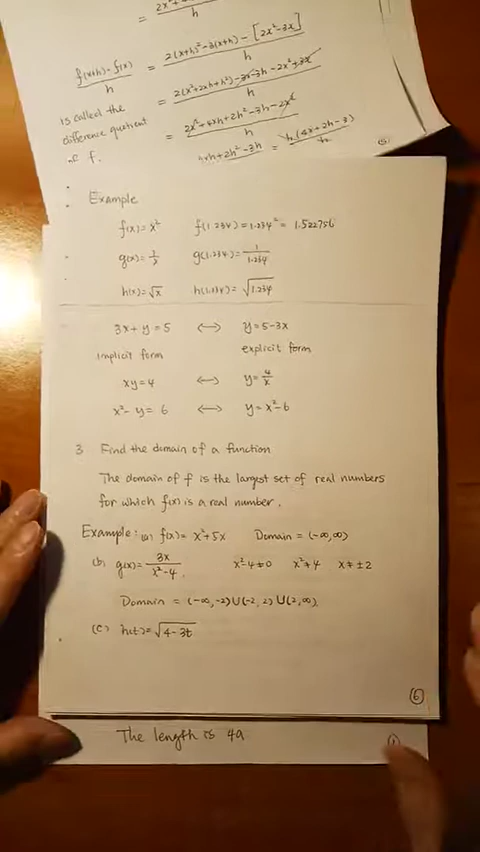 = 2x²
h
f(x+h) - f(x) / h = 2(x+h)² - 3(x+h) - [2x² - 3x] / h
is called the
difference quotient
of f.
= 2(x² + 2xh + h²) - 3x - 3h - 2x² + 3x / h
= 2x² + 4xh + 2h² - 3h - 2x² / h
4xh + 2h² - 3h = h(4x + 2h - 3) / h
⑤
Example
f(x) = x² f(1.234) = 1.234² = 1.522756
g(x) = 1/x g(1.234) = 1/1.234
h(x) = √x h(1.234) = √1.234
3x + y = 5 ⟷ y = 5 - 3x
implicit form explicit form
xy = 4 ⟷ y = 4/x
x² - y = 6 ⟷ y = x² - 6
3 Find the domain of a function
The domain of f is the largest set of real numbers
for which f(x) is a real number.
Example: (a) f(x) = x² + 5x Domain = (-∞, ∞)
(b) g(x) = 3x / x² - 4 x² - 4 ≠ 0 x² ≠ 4 x ≠ ± 2
Domain = (-∞, -2) ∪ (-2, 2) ∪ (2, ∞).
(c) h(t) = √4 - 3t
⑥
The length is 4a